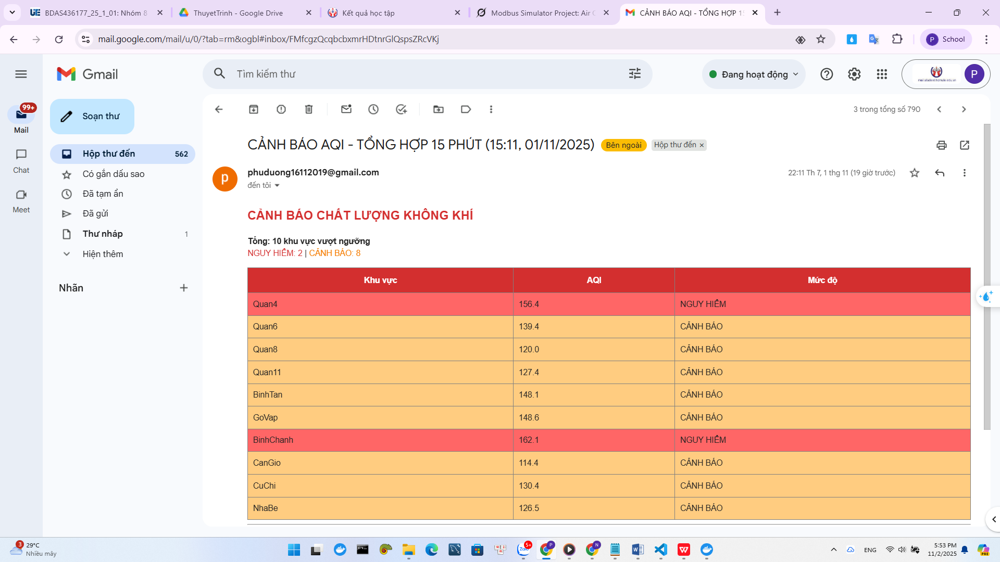 BDAS436177_25_1_01: Nhóm 8
ThuyetTrinh - Google Drive
Kết quả học tập
Modbus Simulator Project: Air
CẢNH BÁO AQI - TỔNG HỢP 15
mail.google.com/mail/u/0/?tab=rm&ogbl#inbox/FMfcgzQcqbcbxmrHDtnrGlQspsZRcVKj
P
School
Gmail
Tìm kiếm thư
Đang hoạt động
mail.student.hcmute.edu.vn
P
99+
Mail
Chat
Meet
Soạn thư
Hộp thư đến
562
Có gắn dấu sao
Đã tạm ẩn
Đã gửi
Thư nháp
1
Hiện thêm
Nhãn
3 trong tổng số 790
CẢNH BÁO AQI - TỔNG HỢP 15 PHÚT (15:11, 01/11/2025)
Bên ngoài
Hộp thư đến ×
p
phuduong16112019@gmail.com
22:11 Th 7, 1 thg 11 (19 giờ trước)
đến tôi
CẢNH BÁO CHẤT LƯỢNG KHÔNG KHÍ
Tổng: 10 khu vực vượt ngưỡng
NGUY HIỂM: 2 | CẢNH BÁO: 8
Khu vực AQI Mức độ
Quan4 156.4 NGUY HIỂM
Quan6 139.4 CẢNH BÁO
Quan8 120.0 CẢNH BÁO
Quan11 127.4 CẢNH BÁO
BinhTan 148.1 CẢNH BÁO
GoVap 148.6 CẢNH BÁO
BinhChanh 162.1 NGUY HIỂM
CanGio 114.4 CẢNH BÁO
CuChi 130.4 CẢNH BÁO
NhaBe 126.5 CẢNH BÁO
3
29°C
Nhiều mây
Zalo
5+
P
N
W
ENG
5:53 PM
11/2/2025
PRE